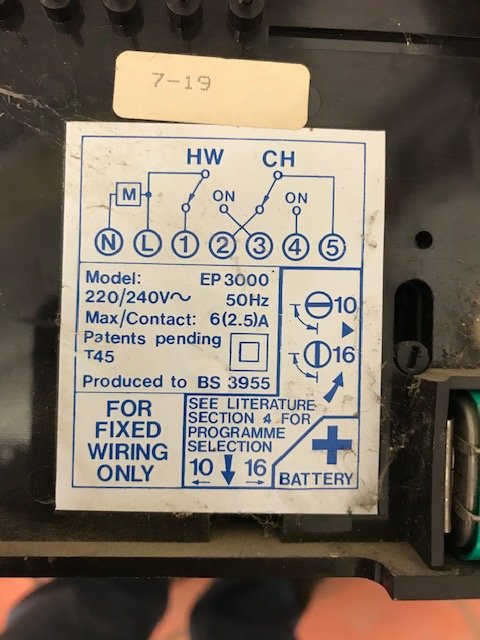 7-19
HW CH
M ON ON
N L 1 2 3 4 5
Model: EP3000
220/240V~ 50Hz
Max/Contact: 6(2.5)A
Patents pending
T45
Produced to BS 3955
10
16
FOR
FIXED
WIRING
ONLY
SEE LITERATURE
SECTION 4 FOR
PROGRAMME
SELECTION
10 16
+
BATTERY